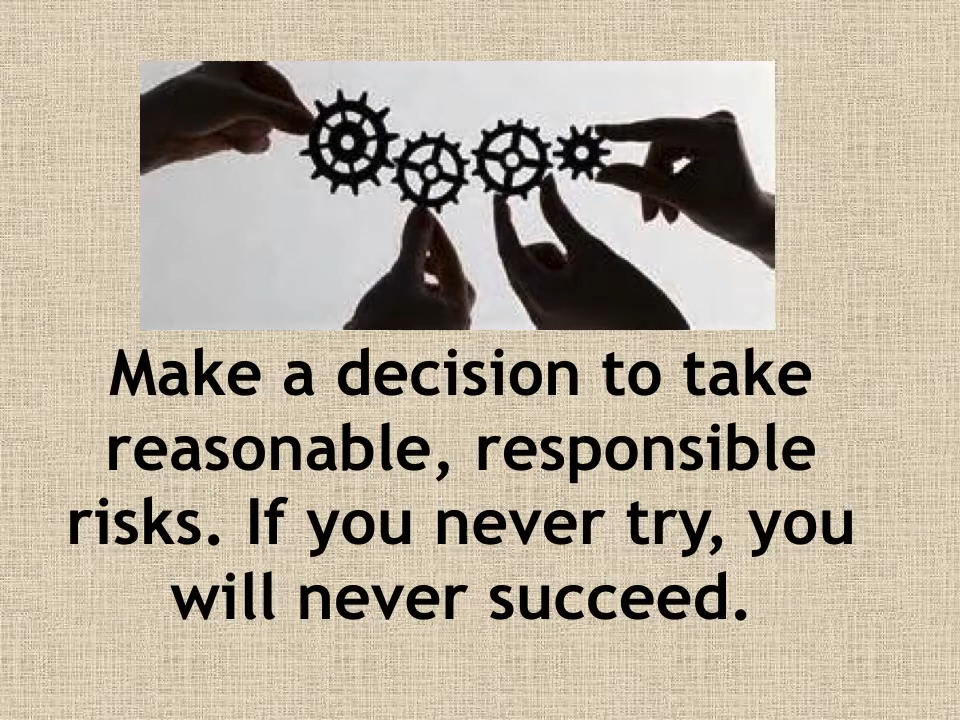 Make a decision to take
reasonable, responsible
risks. If you never try, you
will never succeed.